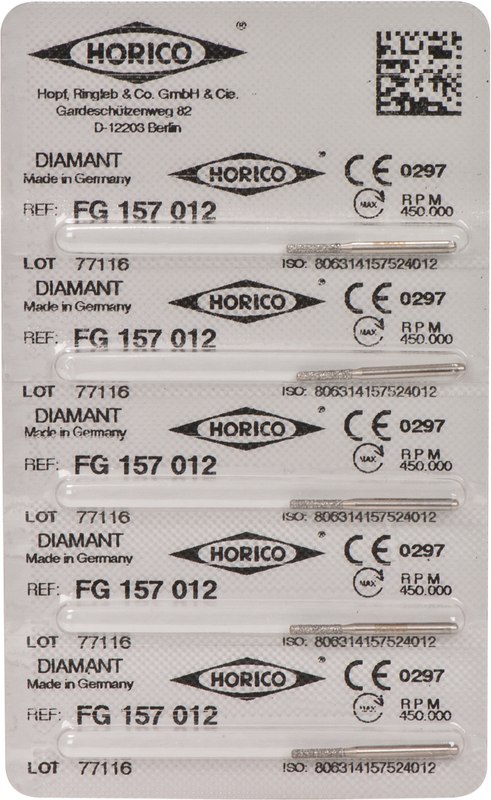 HORICO ®
Hopf, Ringleb & Co. GmbH & Cie.
Gardeschützenweg 82
D-12203 Berlin
DIAMANT HORICO ® CE 0297
Made in Germany
REF: FG 157 012 MAX RPM 450.000
LOT 77116 ISO: 806314157524012
DIAMANT HORICO ® CE 0297
Made in Germany
REF: FG 157 012 MAX RPM 450.000
LOT 77116 ISO: 806314157524012
DIAMANT HORICO ® CE 0297
Made in Germany
REF: FG 157 012 MAX RPM 450.000
LOT 77116 ISO: 806314157524012
DIAMANT HORICO ® CE 0297
Made in Germany
REF: FG 157 012 MAX RPM 450.000
LOT 77116 ISO: 806314157524012
DIAMANT HORICO ® CE 0297
Made in Germany
REF: FG 157 012 MAX RPM 450.000
LOT 77116 ISO: 806314157524012